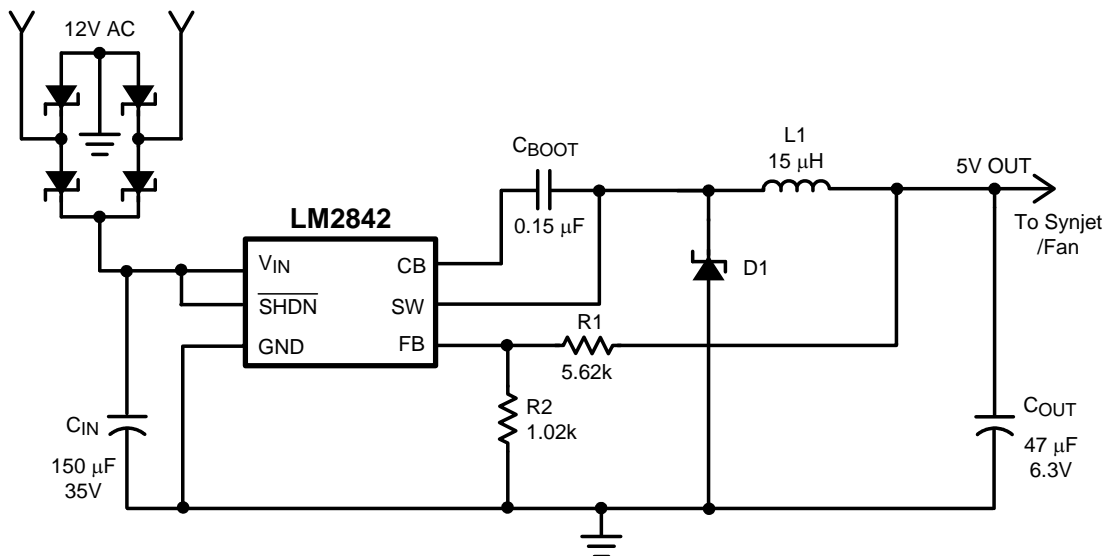 12V AC
LM2842
VIN
SHDN
GND
CB
SW
FB
CBOOT
0.15 μF
L1
15 μH
5V OUT
To Synjet
/Fan
D1
R1
5.62k
R2
1.02k
CIN
150 μF
35V
COUT
47 μF
6.3V